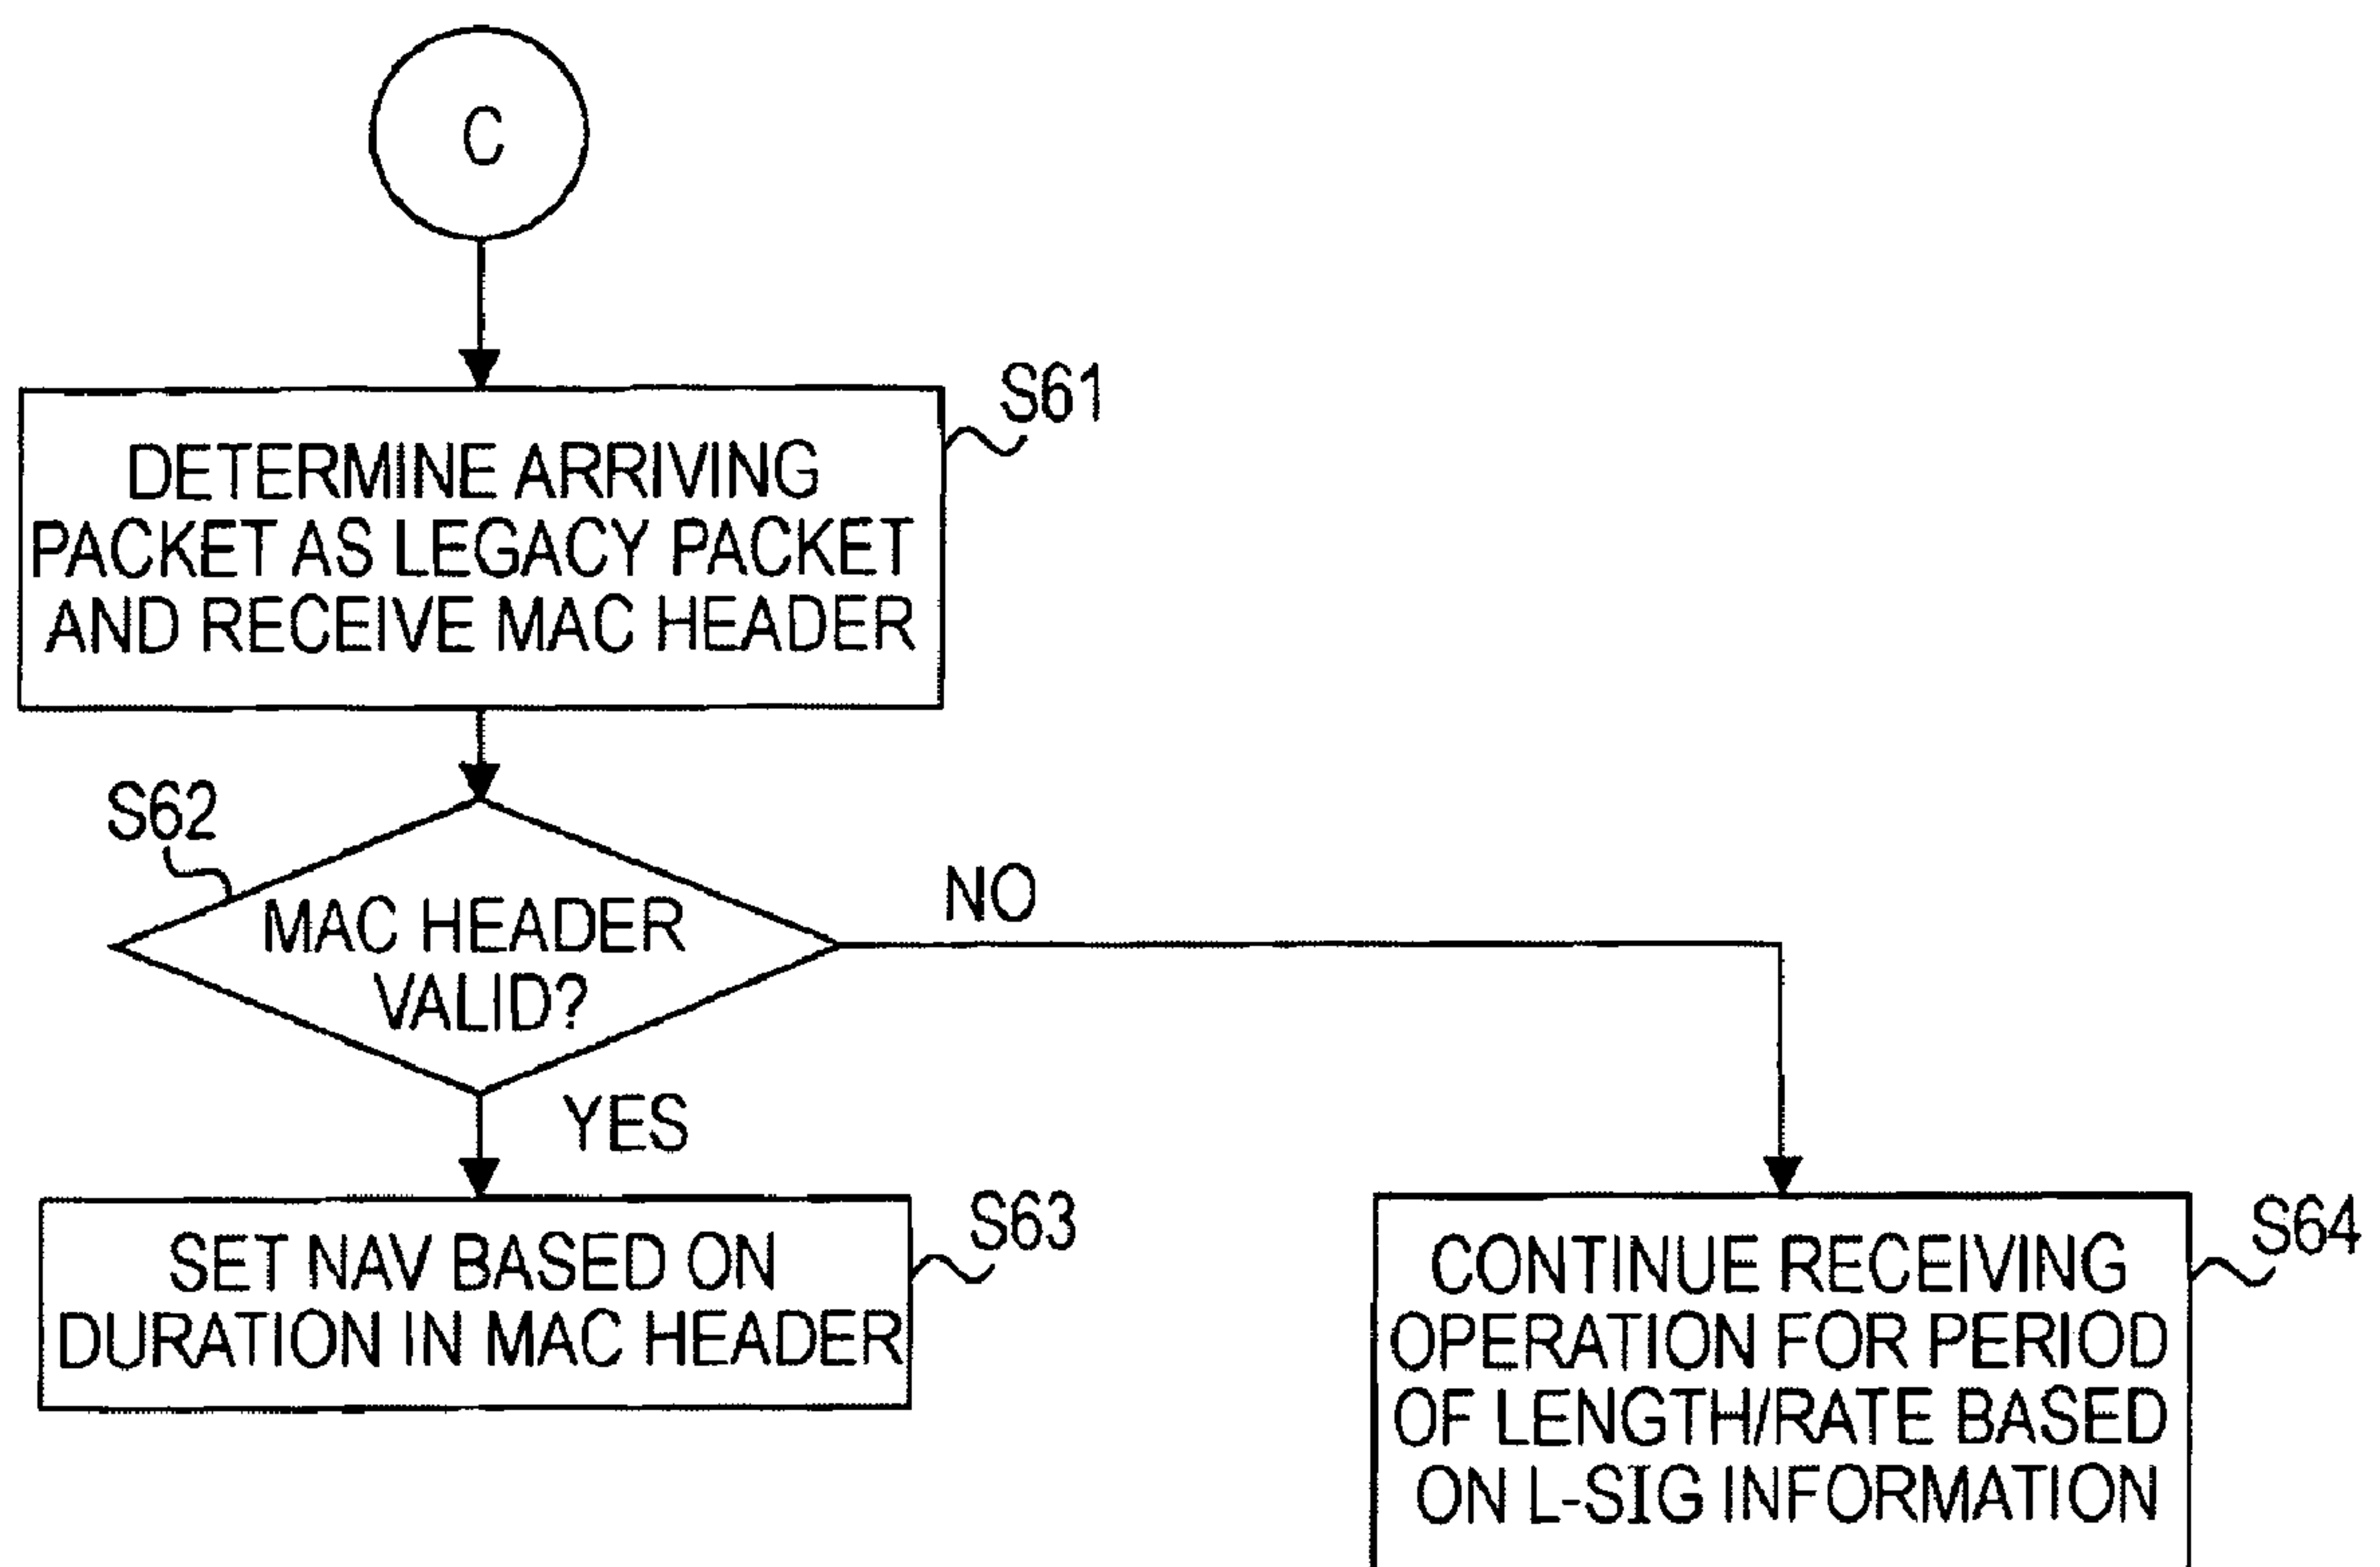 C
S61
DETERMINE ARRIVING
PACKET AS LEGACY PACKET
AND RECEIVE MAC HEADER
S62
MAC HEADER
VALID?
NO
YES
S63
SET NAV BASED ON
DURATION IN MAC HEADER
S64
CONTINUE RECEIVING
OPERATION FOR PERIOD
OF LENGTH/RATE BASED
ON L-SIG INFORMATION